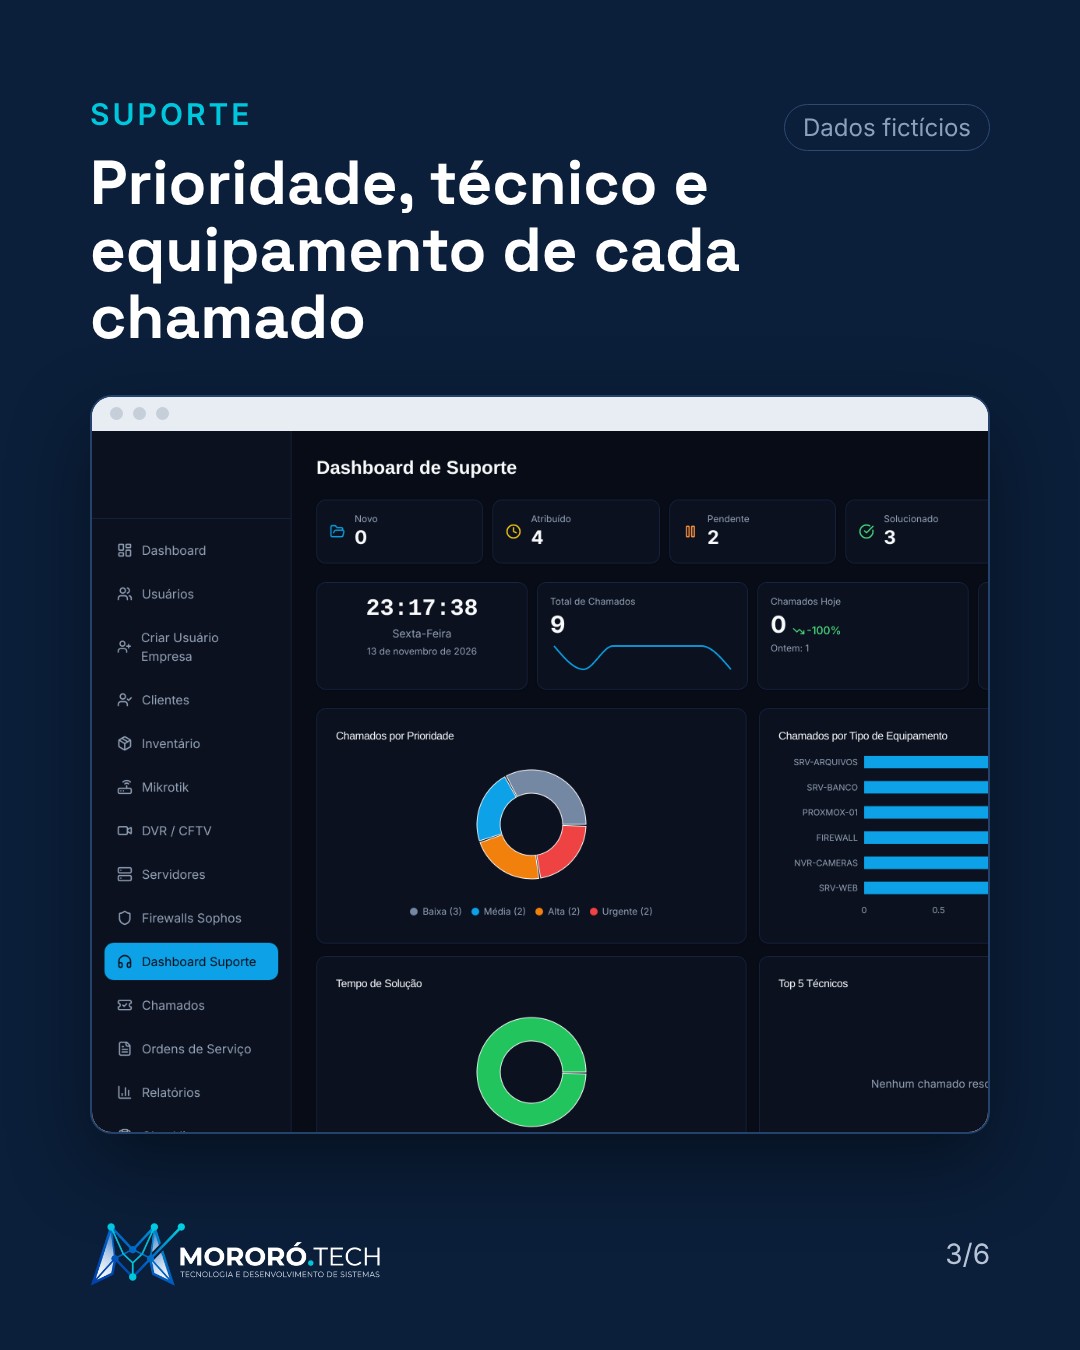 SUPORTE
Dados fictícios
Prioridade, técnico e
equipamento de cada
chamado
Dashboard de Suporte
Novo
0
Atribuído
4
Pendente
2
Solucionado
3
23:17:38
Sexta-Feira
13 de novembro de 2026
Total de Chamados
9
Chamados Hoje
0 -100%
Ontem: 1
Dashboard
Usuários
Criar Usuário
Empresa
Clientes
Inventário
Mikrotik
DVR / CFTV
Servidores
Firewalls Sophos
Dashboard Suporte
Chamados
Ordens de Serviço
Relatórios
Chamados por Prioridade
Baixa (3) Média (2) Alta (2) Urgente (2)
Chamados por Tipo de Equipamento
SRV-ARQUIVOS
SRV-BANCO
PROXMOX-01
FIREWALL
NVR-CAMERAS
SRV-WEB
0 0.5
Tempo de Solução
Top 5 Técnicos
Nenhum chamado
MORORÓ.TECH
TECNOLOGIA E DESENVOLVIMENTO DE SISTEMAS
3/6